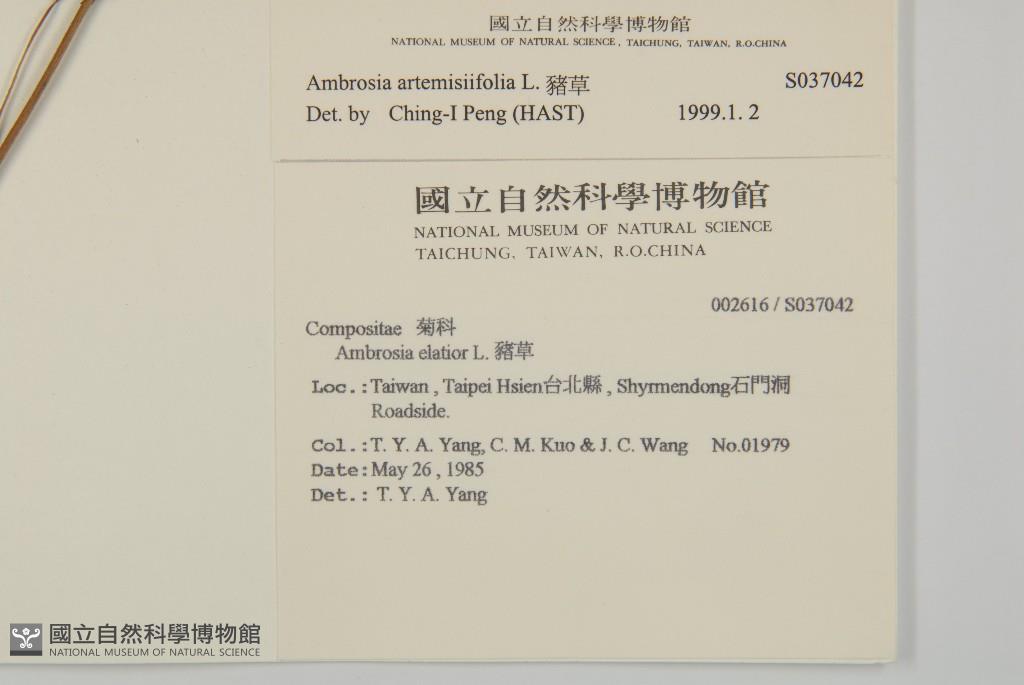 國立自然科學博物館
NATIONAL MUSEUM OF NATURAL SCIENCE, TAICHUNG, TAIWAN, R.O.CHINA
Ambrosia artemisiifolia L. 豬草 S037042
Det. by Ching-I Peng (HAST) 1999.1. 2
國立自然科學博物館
NATIONAL MUSEUM OF NATURAL SCIENCE
TAICHUNG, TAIWAN, R.O.CHINA
002616 / S037042
Compositae 菊科
Ambrosia elatior L. 豬草
Loc.:Taiwan , Taipei Hsien台北縣 , Shyrmendong石門洞
Roadside.
Col.:T. Y. A. Yang, C. M. Kuo & J. C. Wang No.01979
Date:May 26 , 1985
Det.: T. Y. A. Yang
國立自然科學博物館
NATIONAL MUSEUM OF NATURAL SCIENCE